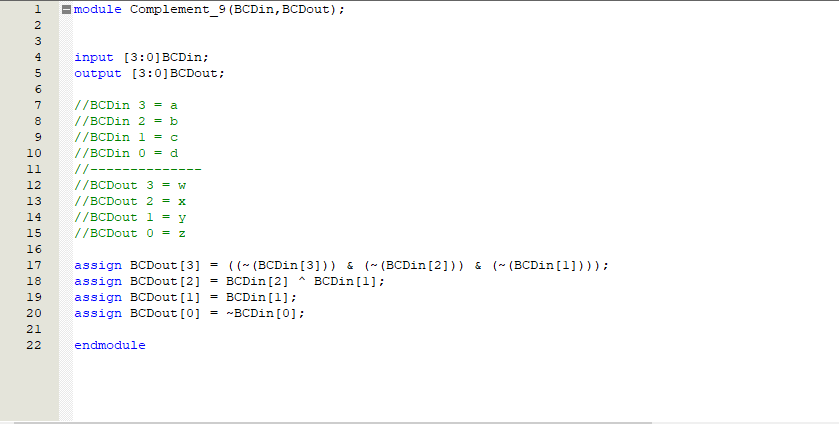 1 module Complement_9(BCDin,BCDout);
2
3
4 input [3:0]BCDin;
5 output [3:0]BCDout;
6
7 //BCDin 3 = a
8 //BCDin 2 = b
9 //BCDin 1 = c
10 //BCDin 0 = d
11 //--------------
12 //BCDout 3 = w
13 //BCDout 2 = x
14 //BCDout 1 = y
15 //BCDout 0 = z
16
17 assign BCDout[3] = ((~(BCDin[3])) & (~(BCDin[2])) & (~(BCDin[1])));
18 assign BCDout[2] = BCDin[2] ^ BCDin[1];
19 assign BCDout[1] = BCDin[1];
20 assign BCDout[0] = ~BCDin[0];
21
22 endmodule